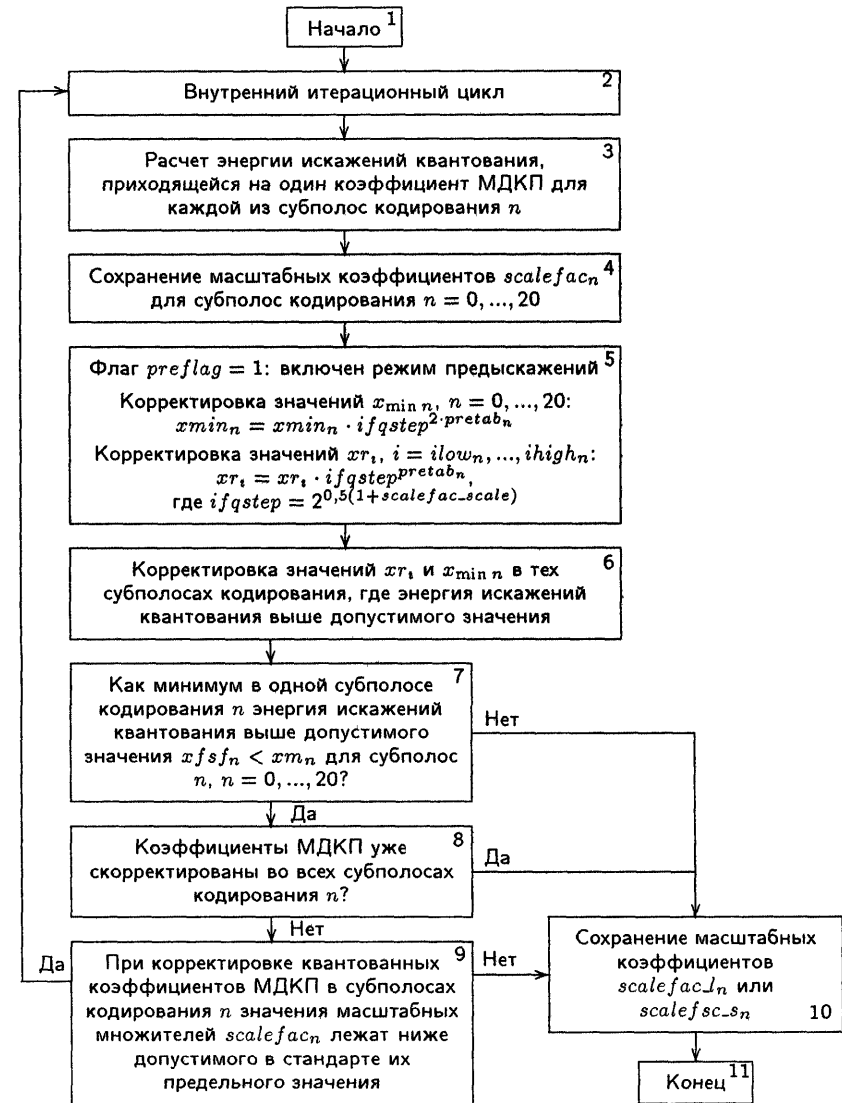 Начало 1
Внутренний итерационный цикл 2
Расчет энергии искажений квантования, 3
приходящейся на один коэффициент МДКП для
каждой из субполос кодирования n
Сохранение масштабных коэффициентов scalefac_n 4
для субполос кодирования n = 0, ..., 20
Флаг preflag = 1: включен режим предыскажений 5
Корректировка значений x_{min n}, n = 0, ..., 20:
xmin_n = xmin_n · ifqstep^{2·pretab_n}
Корректировка значений xr_i, i = ilow_n, ..., ihigh_n:
xr_i = xr_i · ifqstep^{pretab_n},
где ifqstep = 2^{0,5(1+scalefac_scale)}
Корректировка значений xr_i и x_{min n} в тех 6
субполосах кодирования, где энергия искажений
квантования выше допустимого значения
Как минимум в одной субполосе 7
кодирования n энергия искажений
квантования выше допустимого
значения xfsf_n < xm_n для субполос
n, n = 0, ..., 20?
Нет
Да
Коэффициенты МДКП уже 8
скорректированы во всех субполосах
кодирования n?
Да
Нет
Да
При корректировке квантованных 9
коэффициентов МДКП в субполосах
кодирования n значения масштабных
множителей scalefac_n лежат ниже
допустимого в стандарте их
предельного значения
Нет
Сохранение масштабных
коэффициентов
scalefac_l_n или
scalefsc_s_n 10
Конец 11